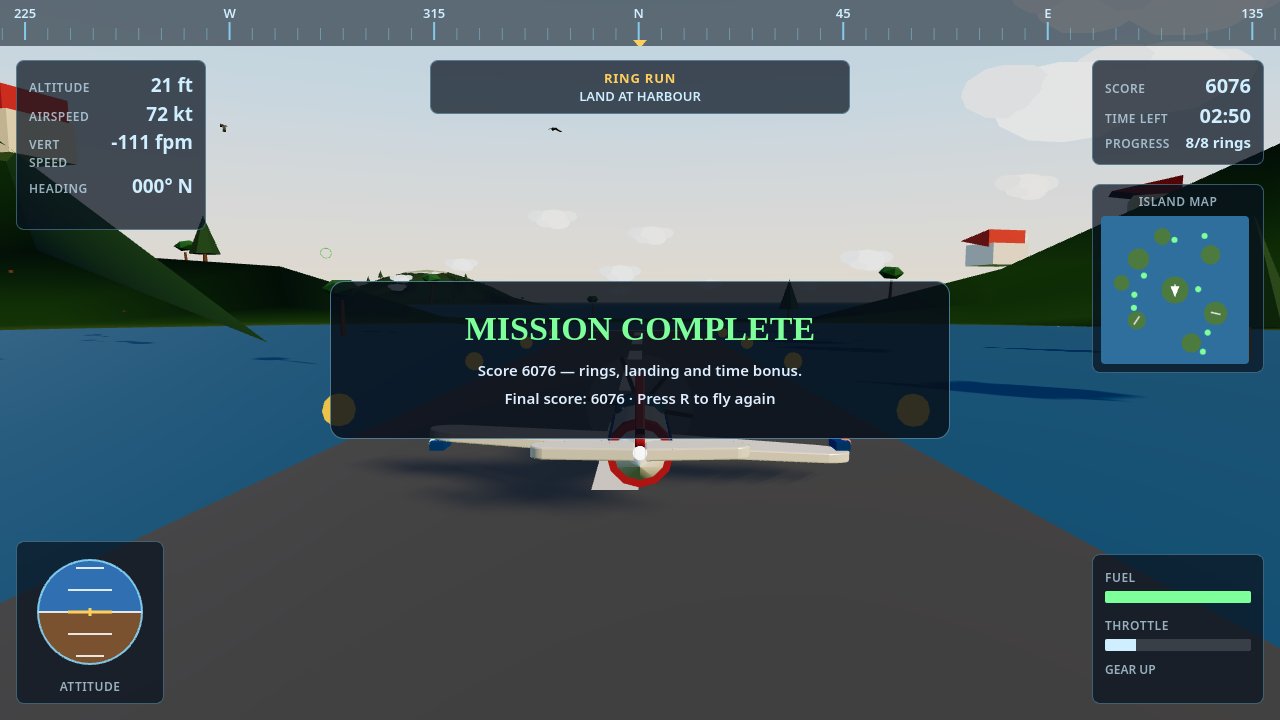 225 W 315 N 45 E 135
ALTITUDE 21 ft
AIRSPEED 72 kt
VERT SPEED -111 fpm
HEADING 000° N
RING RUN
LAND AT HARBOUR
SCORE 6076
TIME LEFT 02:50
PROGRESS 8/8 rings
ISLAND MAP
MISSION COMPLETE
Score 6076 — rings, landing and time bonus.
Final score: 6076 · Press R to fly again
ATTITUDE
FUEL
THROTTLE
GEAR UP